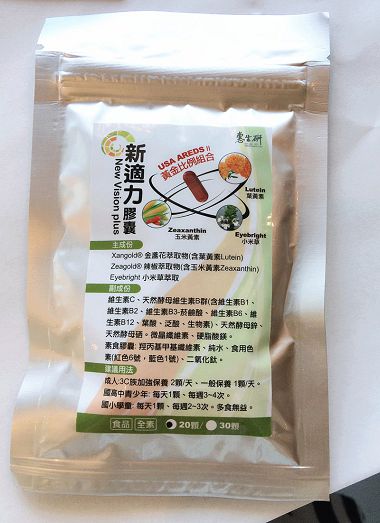 新適力膠囊
New Vision plus
USA AREDS II
黃金比例組合
Lutein
葉黃素
Zeaxanthin
玉米黃素
Eyebright
小米草
主成份
Xangold® 金盞花萃取物(含葉黃素Lutein)
Zeagold® 辣椒萃取物(含玉米黃素Zeaxanthin)
Eyebright 小米草萃取
副成份
維生素C、天然酵母維生素B群(含維生素B1、
維生素B2、維生素B3-菸鹼酸、維生素B6、維
生素B12、葉酸、泛酸、生物素)、天然酵母鋅、
天然酵母硒。微晶纖維素、硬脂酸鎂。
素食膠囊: 羥丙基甲基纖維素、純水、食用色
素(紅色6號，藍色1號)、二氧化鈦。
建議用法
成人:3C族加強保養 2顆/天、一般保養 1顆/天。
國高中青少年: 每天1顆、每週3~4次。
國小學童: 每天1顆、每週2~3次。多食無益。
食品 全素 20顆/ 30顆